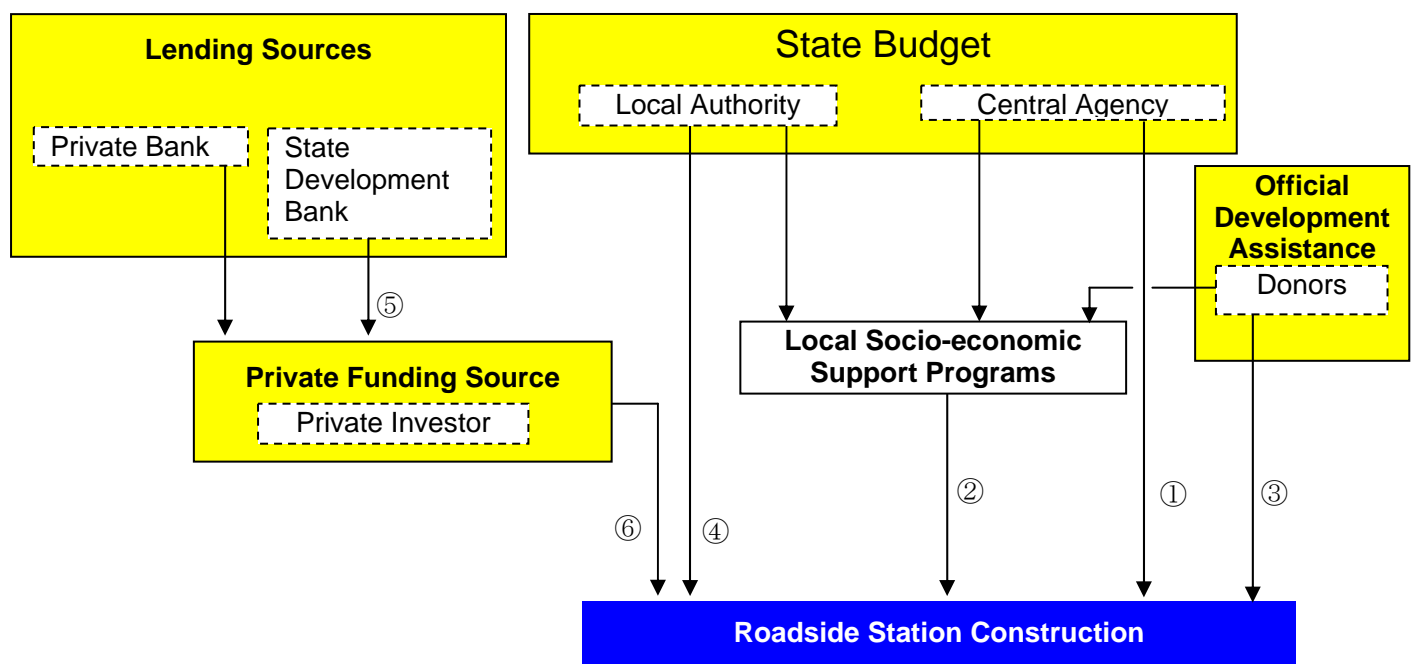 Lending Sources
Private Bank
State
Development
Bank
State Budget
Local Authority
Central Agency
Official
Development
Assistance
Donors
⑤
Private Funding Source
Private Investor
Local Socio-economic
Support Programs
⑥
④
②
①
③
Roadside Station Construction